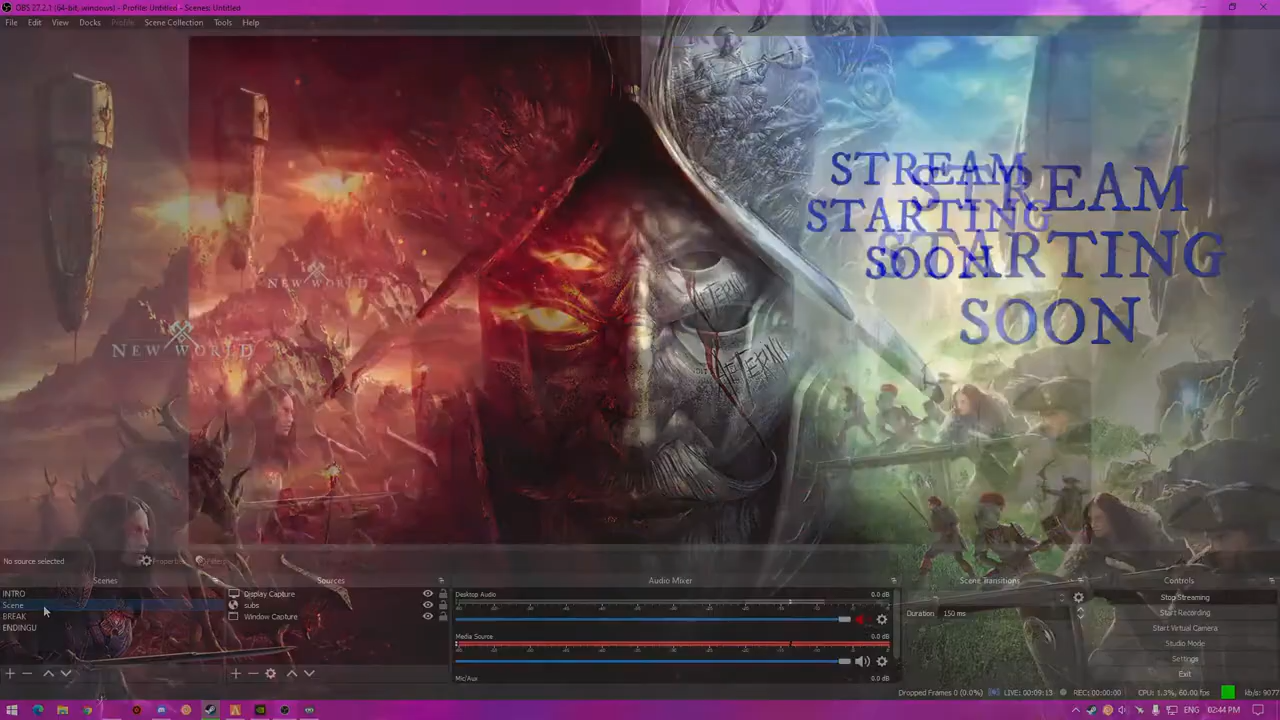 OBS 27.2.1 (64-bit, windows) - Profile: Untitled - Scenes: Untitled
File Edit View Docks Profile Scene Collection Tools Help
STREAM
STARTING
SOON
STREAM
STARTING
SOON
NEW WORLD
NEW WORLD
No source selected Properties Filters
Scenes Sources Audio Mixer Scene Transitions Controls
INTRO
Scene
BREAK
ENDINGU
Display Capture
subs
Window Capture
Desktop Audio 0.0 dB
Media Source 0.0 dB
Mic/Aux 0.0 dB
Duration 150 ms
Stop Streaming
Start Recording
Start Virtual Camera
Studio Mode
Settings
Exit
Dropped Frames 0 (0.0%) LIVE: 00:09:13 REC: 00:00:00 CPU: 1.3%, 60.00 fps kb/s: 9077
ENG 02:44 PM